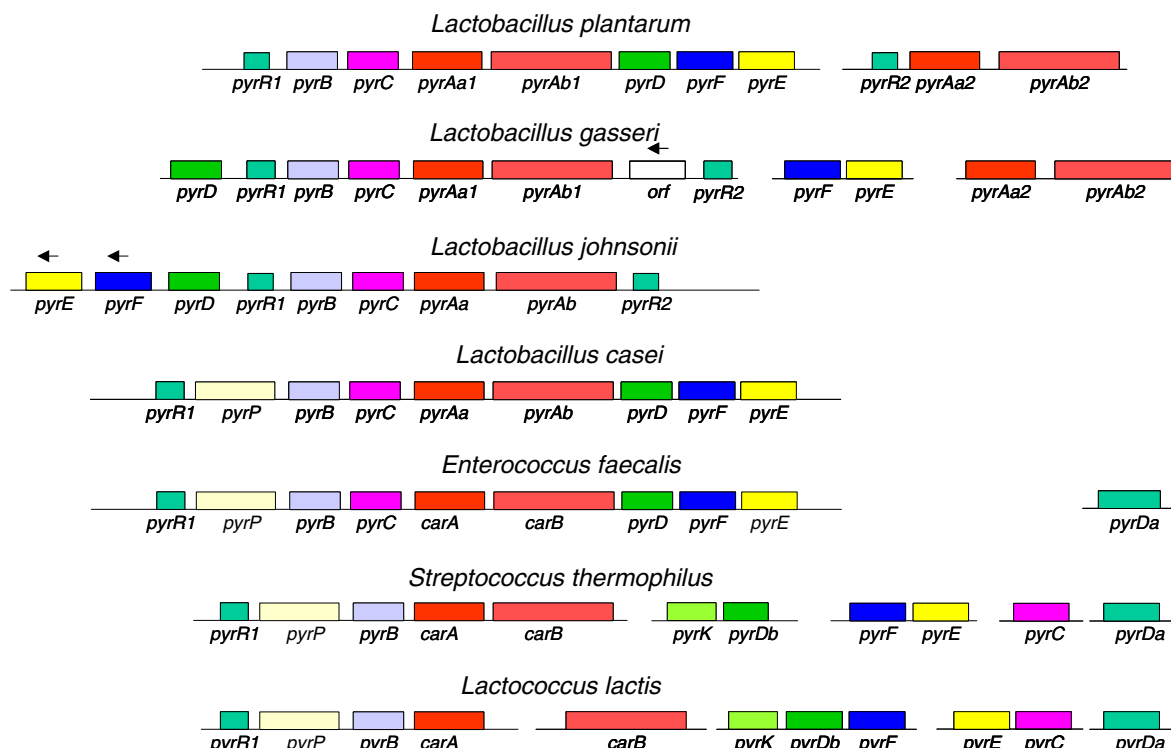 Lactobacillus plantarum
pyrR1 pyrB pyrC pyrAa1 pyrAb1 pyrD pyrF pyrE pyrR2 pyrAa2 pyrAb2
Lactobacillus gasseri
pyrD pyrR1 pyrB pyrC pyrAa1 pyrAb1 orf pyrR2 pyrF pyrE pyrAa2 pyrAb2
Lactobacillus johnsonii
pyrE pyrF pyrD pyrR1 pyrB pyrC pyrAa pyrAb pyrR2
Lactobacillus casei
pyrR1 pyrP pyrB pyrC pyrAa pyrAb pyrD pyrF pyrE
Enterococcus faecalis
pyrR1 pyrP pyrB pyrC carA carB pyrD pyrF pyrE pyrDa
Streptococcus thermophilus
pyrR1 pyrP pyrB carA carB pyrK pyrDb pyrF pyrE pyrC pyrDa
Lactococcus lactis
pyrR1 pyrP pyrB carA carB pyrK pyrDb pyrF pyrE pyrC pyrDa